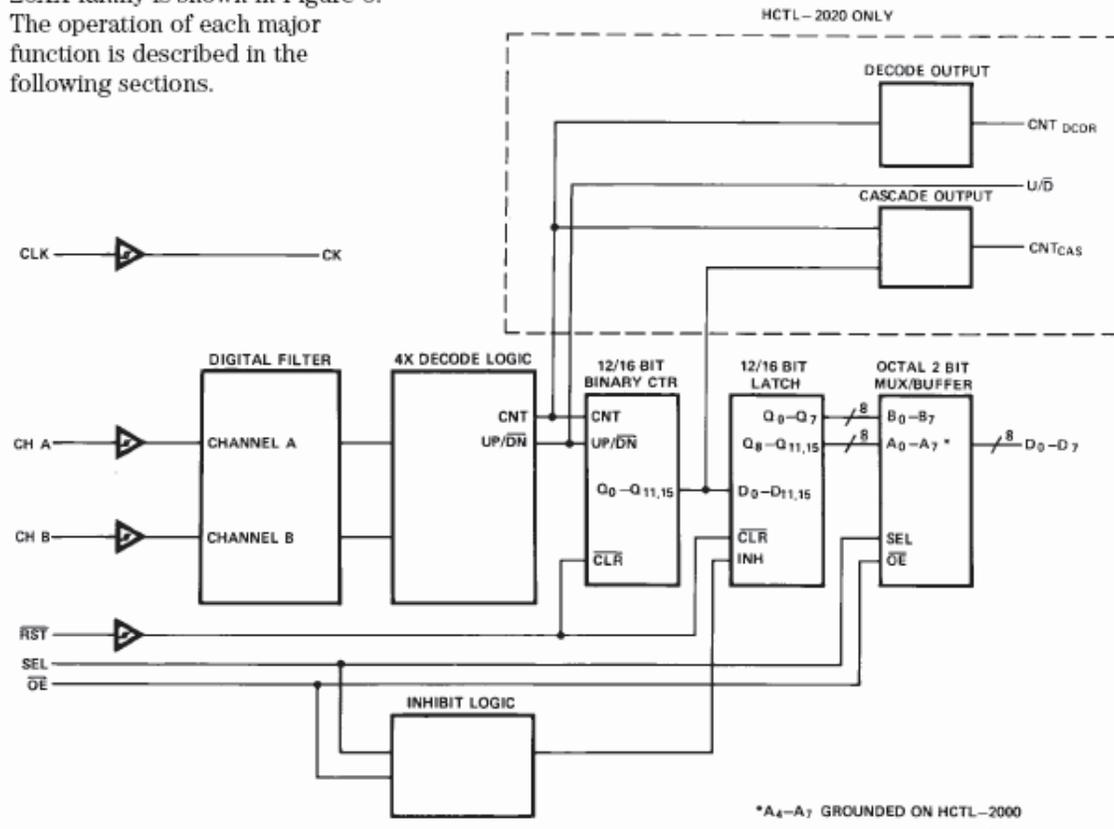 The operation of each major
function is described in the
following sections.
HCTL–2020 ONLY
DECODE OUTPUT
CNT DCDR
U/D̅
CASCADE OUTPUT
CNTCAS
CLK
CK
DIGITAL FILTER
4X DECODE LOGIC
12/16 BIT
BINARY CTR
12/16 BIT
LATCH
OCTAL 2 BIT
MUX/BUFFER
CH A
CHANNEL A
CNT
UP/D̅N̅
CNT
UP/D̅N̅
Q0–Q7
8
B0–B7
Q8–Q11,15
8
A0–A7 *
8
D0–D7
Q0–Q11,15
D0–D11,15
CH B
CHANNEL B
C̅L̅R̅
C̅L̅R̅
INH
SEL
O̅E̅
R̅S̅T̅
SEL
O̅E̅
INHIBIT LOGIC
*A4–A7 GROUNDED ON HCTL–2000